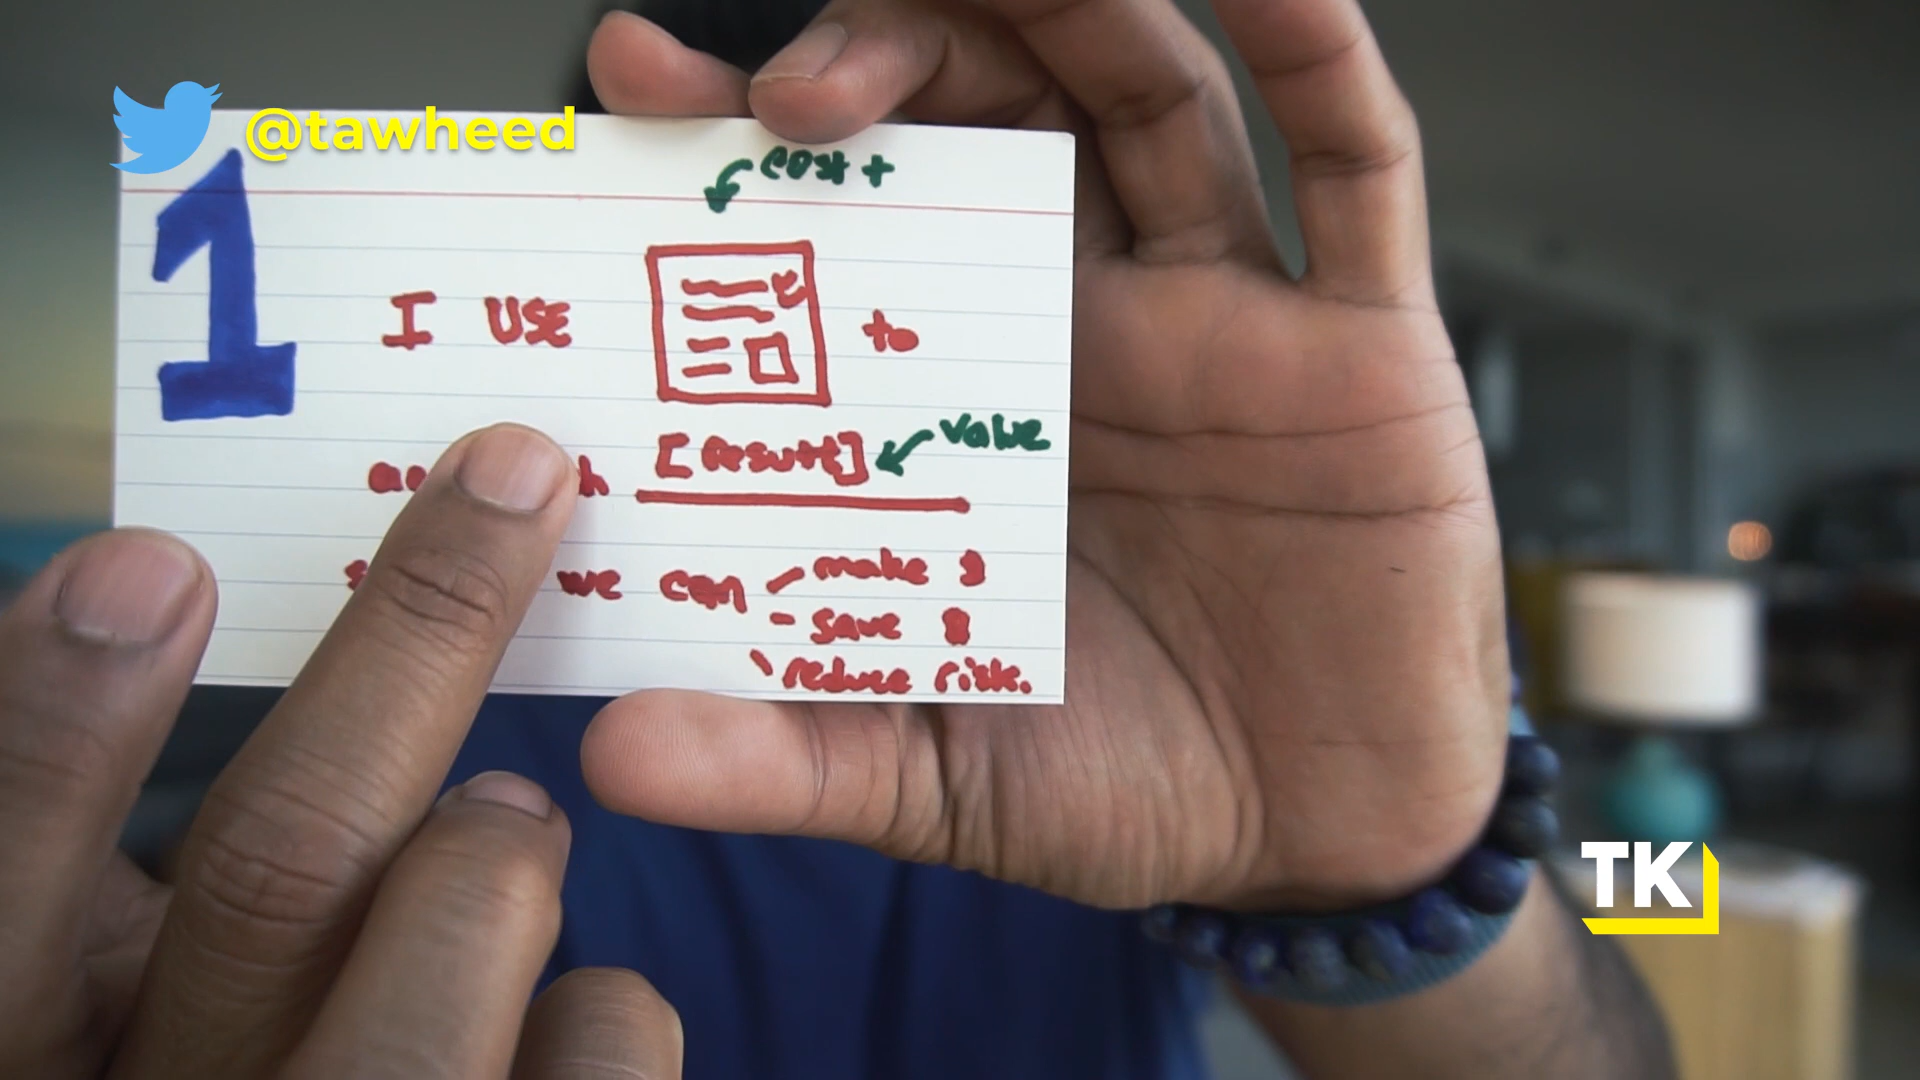 @tawheed
cost +
1
I USE to
[result]
value
we can
- make $
- save $
- reduce risk.
TK